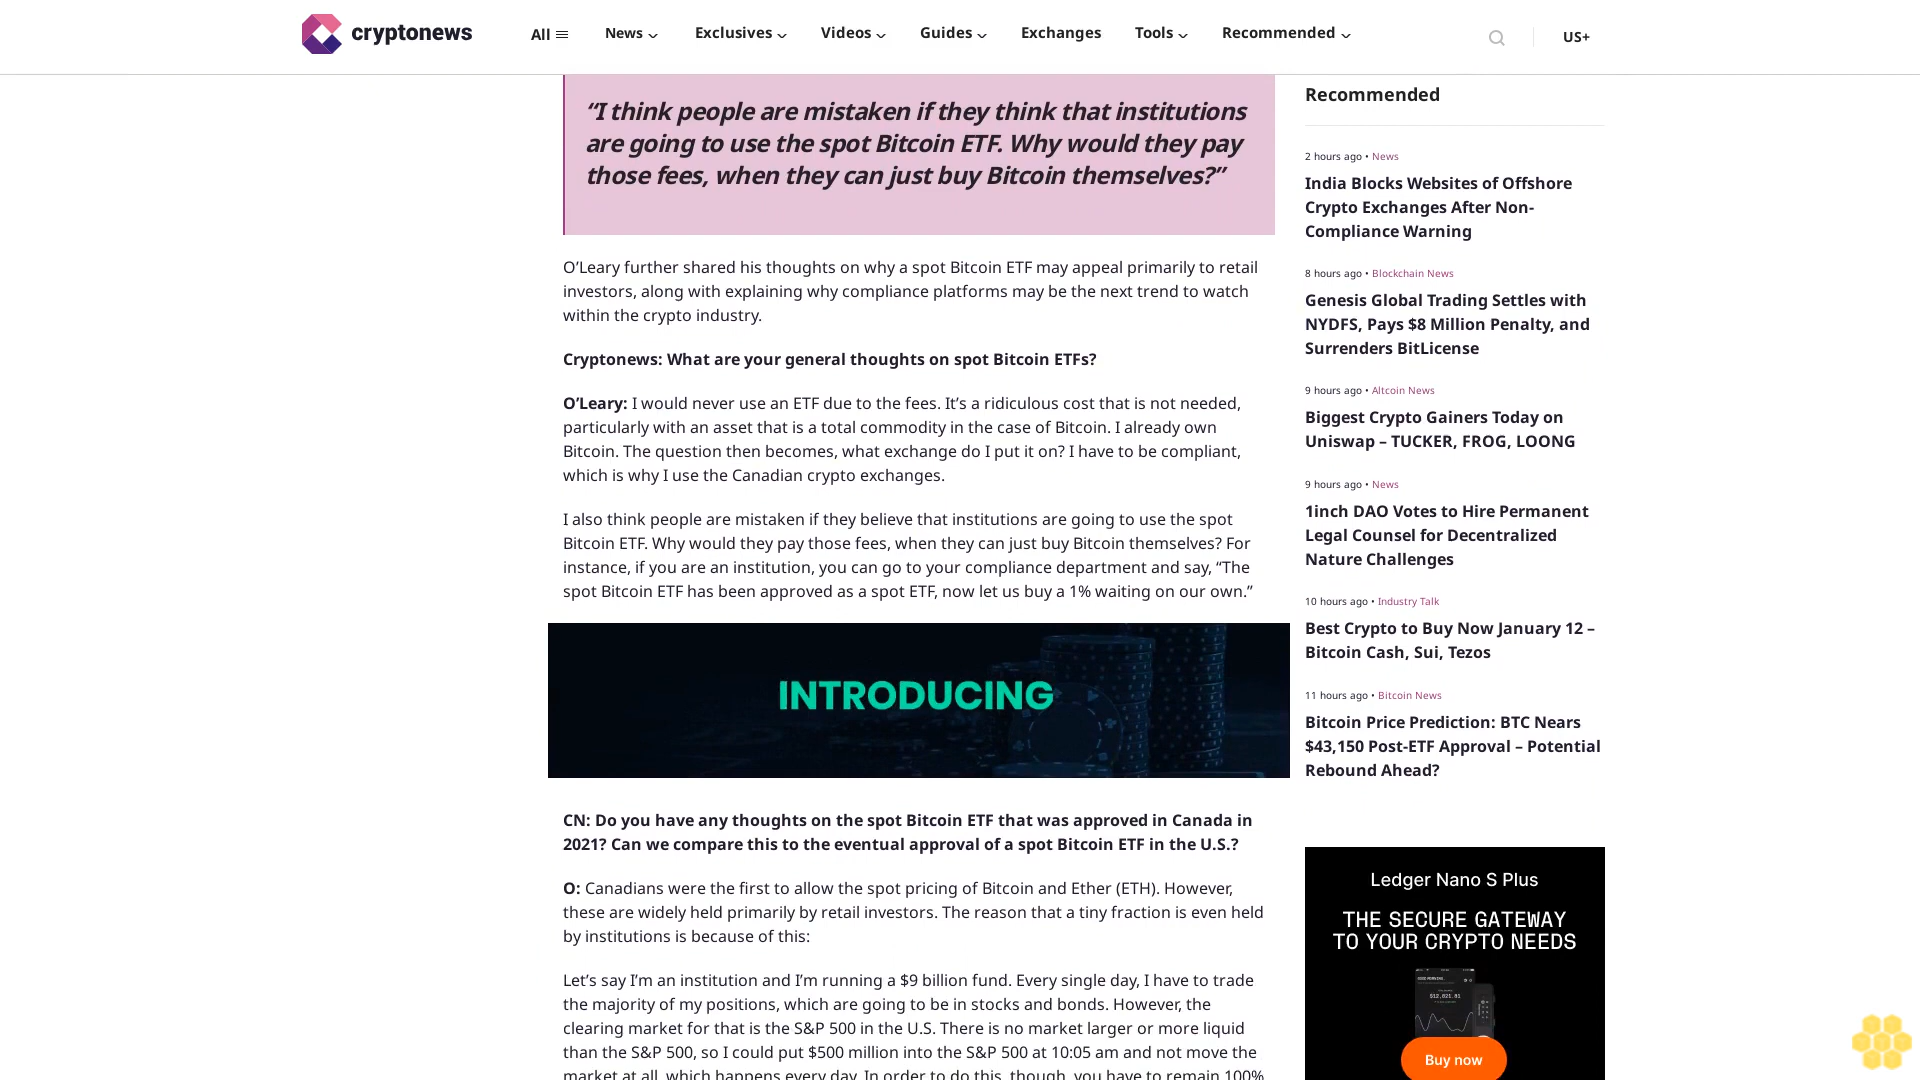 cryptonews
All
News
Exclusives
Videos
Guides
Exchanges
Tools
Recommended
US+
“I think people are mistaken if they think that institutions
are going to use the spot Bitcoin ETF. Why would they pay
those fees, when they can just buy Bitcoin themselves?”
O’Leary further shared his thoughts on why a spot Bitcoin ETF may appeal primarily to retail
investors, along with explaining why compliance platforms may be the next trend to watch
within the crypto industry.
Cryptonews: What are your general thoughts on spot Bitcoin ETFs?
O’Leary: I would never use an ETF due to the fees. It’s a ridiculous cost that is not needed,
particularly with an asset that is a total commodity in the case of Bitcoin. I already own
Bitcoin. The question then becomes, what exchange do I put it on? I have to be compliant,
which is why I use the Canadian crypto exchanges.
I also think people are mistaken if they believe that institutions are going to use the spot
Bitcoin ETF. Why would they pay those fees, when they can just buy Bitcoin themselves? For
instance, if you are an institution, you can go to your compliance department and say, “The
spot Bitcoin ETF has been approved as a spot ETF, now let us buy a 1% waiting on our own.”
INTRODUCING
CN: Do you have any thoughts on the spot Bitcoin ETF that was approved in Canada in
2021? Can we compare this to the eventual approval of a spot Bitcoin ETF in the U.S.?
O: Canadians were the first to allow the spot pricing of Bitcoin and Ether (ETH). However,
these are widely held primarily by retail investors. The reason that a tiny fraction is even held
by institutions is because of this:
Let’s say I’m an institution and I’m running a $9 billion fund. Every single day, I have to trade
the majority of my positions, which are going to be in stocks and bonds. However, the
clearing market for that is the S&P 500 in the U.S. There is no market larger or more liquid
than the S&P 500, so I could put $500 million into the S&P 500 at 10:05 am and not move the
market at all, which happens every day. In order to do this, though, you have to remain 100%
Recommended
2 hours ago • News
India Blocks Websites of Offshore
Crypto Exchanges After Non-
Compliance Warning
8 hours ago • Blockchain News
Genesis Global Trading Settles with
NYDFS, Pays $8 Million Penalty, and
Surrenders BitLicense
9 hours ago • Altcoin News
Biggest Crypto Gainers Today on
Uniswap – TUCKER, FROG, LOONG
9 hours ago • News
1inch DAO Votes to Hire Permanent
Legal Counsel for Decentralized
Nature Challenges
10 hours ago • Industry Talk
Best Crypto to Buy Now January 12 –
Bitcoin Cash, Sui, Tezos
11 hours ago • Bitcoin News
Bitcoin Price Prediction: BTC Nears
$43,150 Post-ETF Approval – Potential
Rebound Ahead?
Ledger Nano S Plus
THE SECURE GATEWAY
TO YOUR CRYPTO NEEDS
Buy now